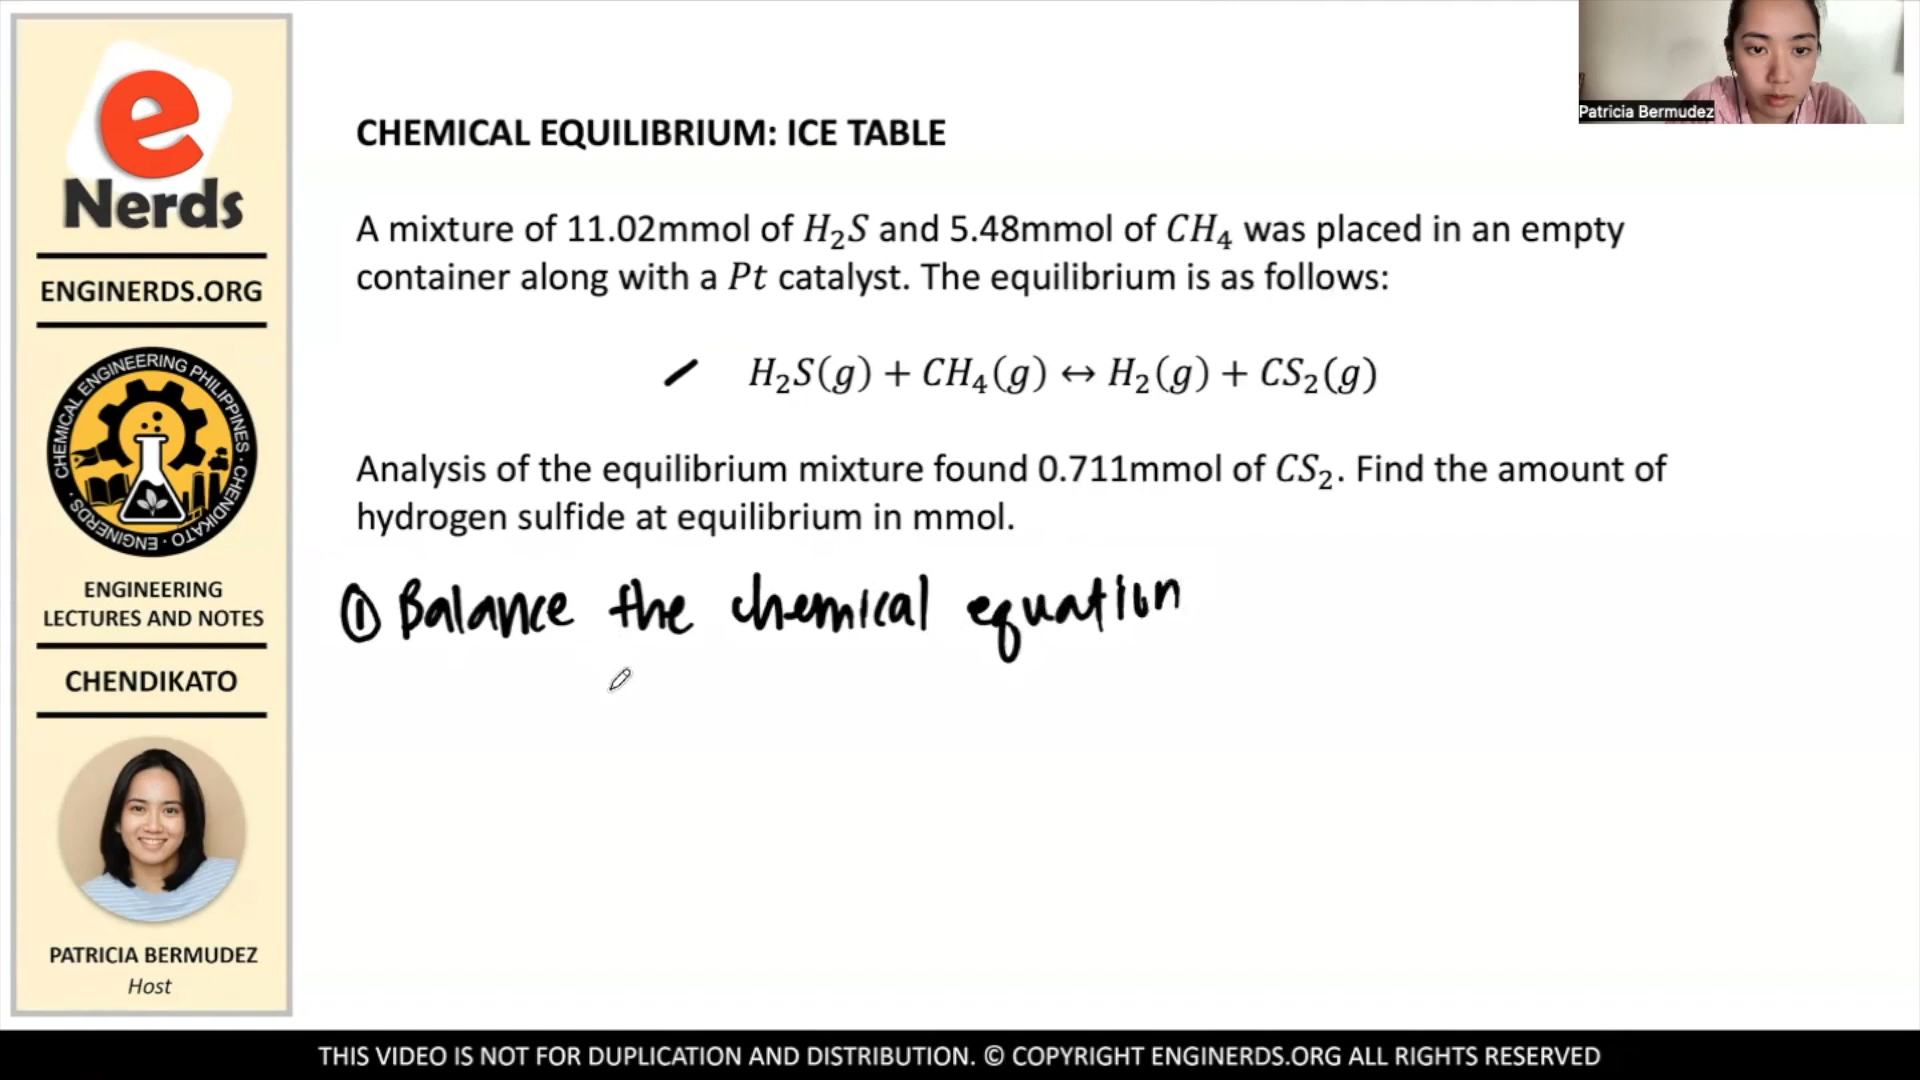 e
Nerds
ENGINERDS.ORG
CHEMICAL ENGINEERING PHILIPPINES · CHENDIKATO · ENGINERDS ·
ENGINEERING
LECTURES AND NOTES
CHENDIKATO
PATRICIA BERMUDEZ
Host
Patricia Bermudez
CHEMICAL EQUILIBRIUM: ICE TABLE
A mixture of 11.02mmol of H₂S and 5.48mmol of CH₄ was placed in an empty
container along with a Pt catalyst. The equilibrium is as follows:
H₂S(g) + CH₄(g) ↔ H₂(g) + CS₂(g)
Analysis of the equilibrium mixture found 0.711mmol of CS₂. Find the amount of
hydrogen sulfide at equilibrium in mmol.
① Balance the chemical equation
THIS VIDEO IS NOT FOR DUPLICATION AND DISTRIBUTION. © COPYRIGHT ENGINERDS.ORG ALL RIGHTS RESERVED